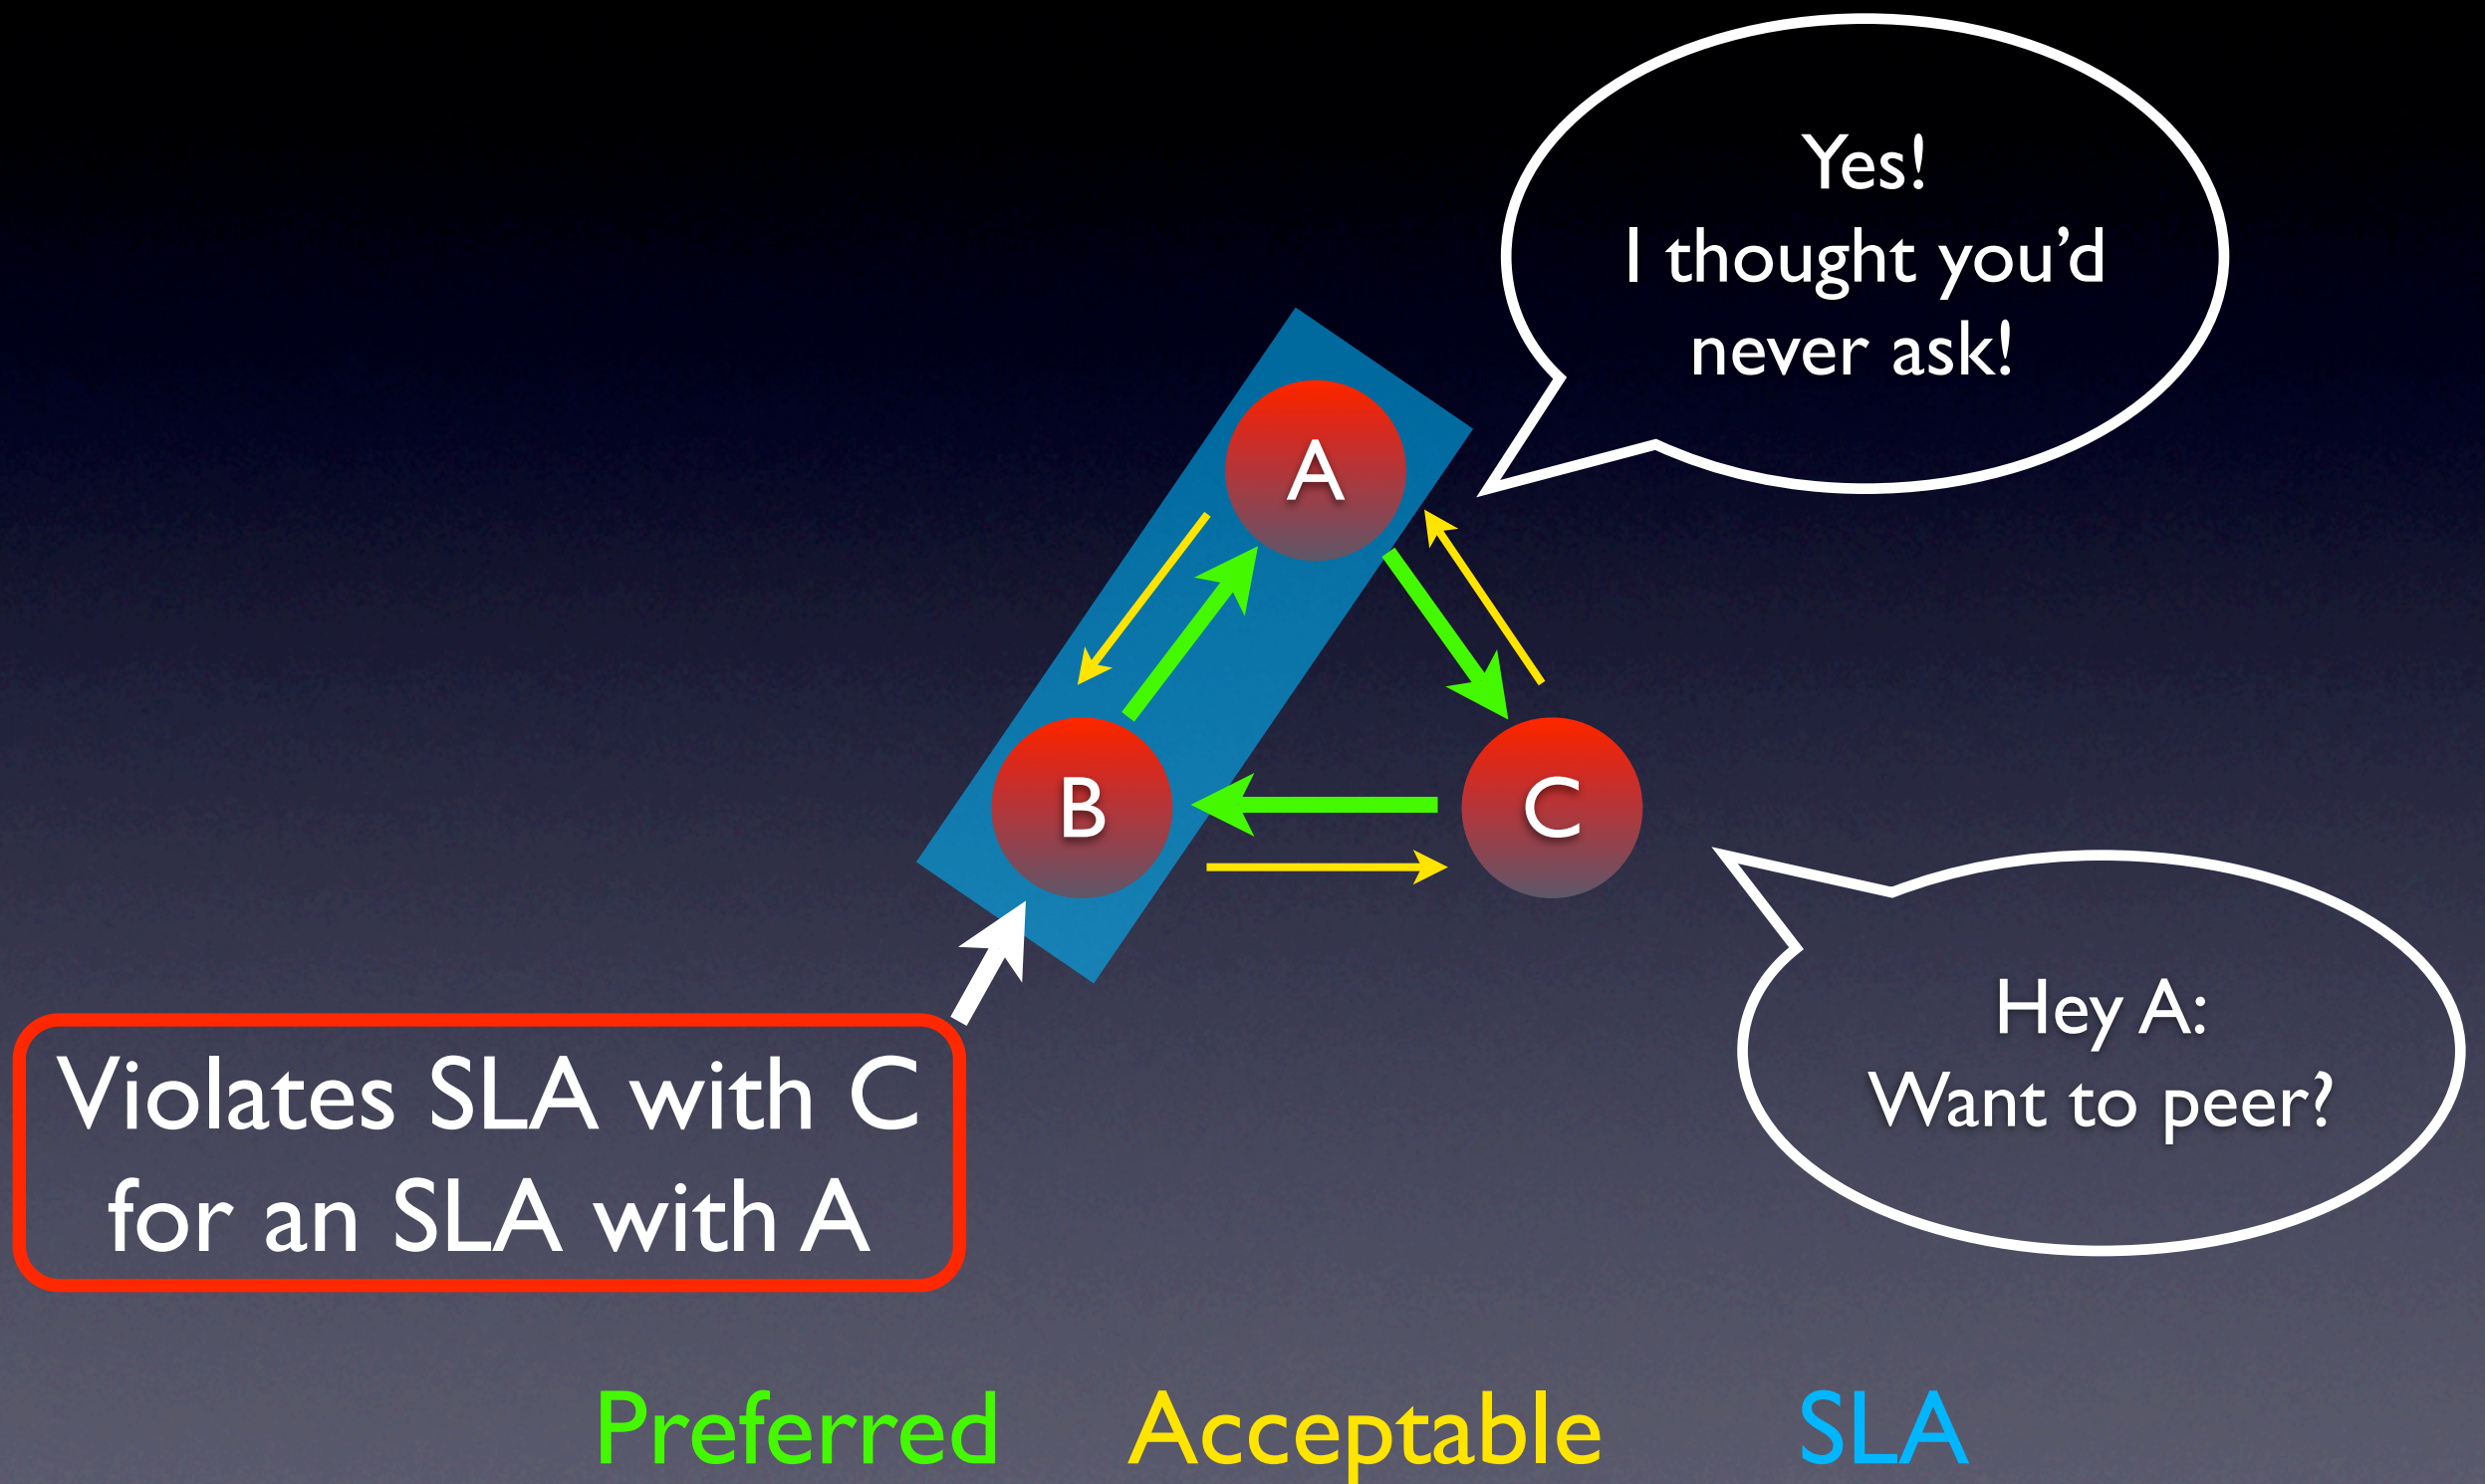 Yes!
I thought you’d
never ask!
A
B
C
Hey A:
Want to peer?
Violates SLA with C
for an SLA with A
Preferred
Acceptable
SLA